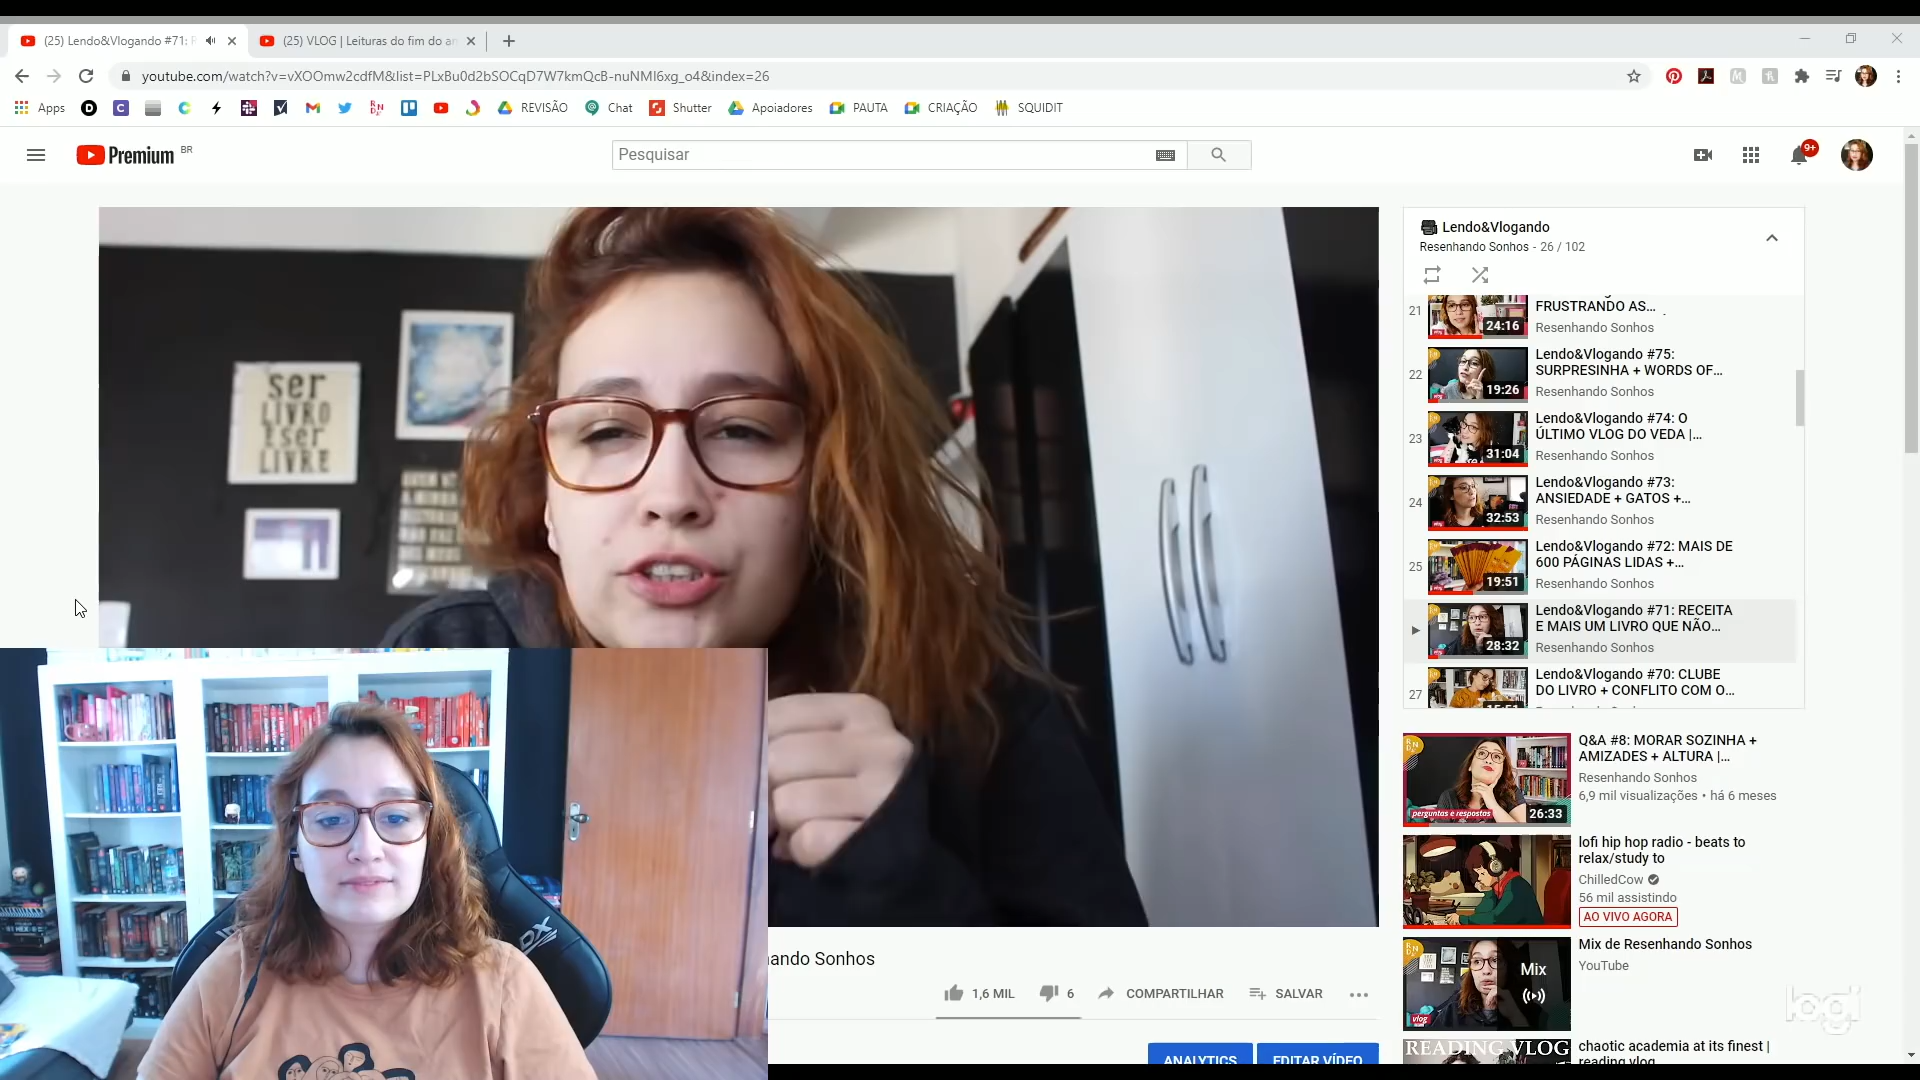 (25) Lendo&Vlogando #71: R
(25) VLOG | Leituras do fim do an
youtube.com/watch?v=vXOOmw2cdfM&list=PLxBu0d2bSOCqD7W7kmQcB-nuNMI6xg_o4&index=26
Apps
REVISÃO
Chat
Shutter
Apoiadores
PAUTA
CRIAÇÃO
SQUIDIT
Premium BR
Pesquisar
9+
ser
LIVRO
É ser
LIVRE
Lendo&Vlogando
Resenhando Sonhos - 26 / 102
21
24:16
FRUSTRANDO AS...
Resenhando Sonhos
22
19:26
Lendo&Vlogando #75:
SURPRESINHA + WORDS OF...
Resenhando Sonhos
23
31:04
Lendo&Vlogando #74: O
ÚLTIMO VLOG DO VEDA |...
Resenhando Sonhos
24
32:53
Lendo&Vlogando #73:
ANSIEDADE + GATOS +...
Resenhando Sonhos
25
19:51
Lendo&Vlogando #72: MAIS DE
600 PÁGINAS LIDAS +...
Resenhando Sonhos
28:32
Lendo&Vlogando #71: RECEITA
E MAIS UM LIVRO QUE NÃO...
Resenhando Sonhos
27
Lendo&Vlogando #70: CLUBE
DO LIVRO + CONFLITO COM O...
perguntas e respostas
26:33
Q&A #8: MORAR SOZINHA +
AMIZADES + ALTURA |...
Resenhando Sonhos
6,9 mil visualizações • há 6 meses
lofi hip hop radio - beats to
relax/study to
ChilledCow
56 mil assistindo
AO VIVO AGORA
Mix
vlog
Mix de Resenhando Sonhos
YouTube
READING VLOG
chaotic academia at its finest |
reading vlog
DX
ando Sonhos
1,6 MIL
6
COMPARTILHAR
SALVAR
ANALYTICS
EDITAR VÍDEO
logi